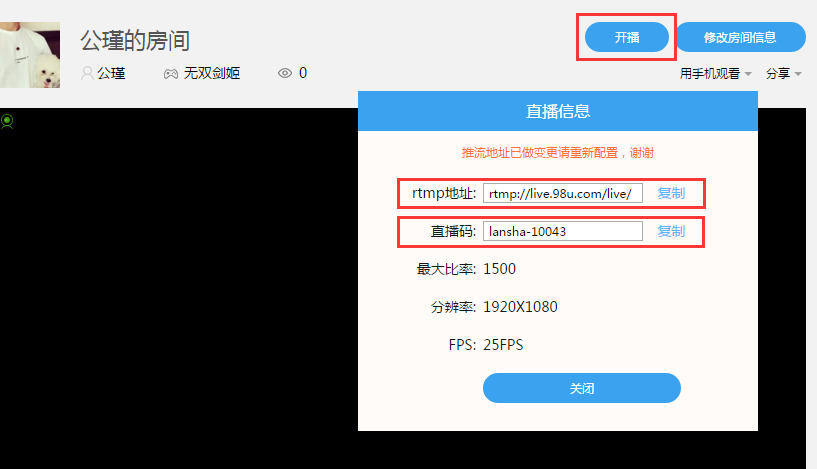 公瑾的房间
开播
修改房间信息
公瑾
无双剑姬
0
用手机观看
分享
直播信息
推流地址已做变更请重新配置，谢谢
rtmp地址: rtmp://live.98u.com/live/ 复制
直播码: lansha-10043 复制
最大比率: 1500
分辨率: 1920X1080
FPS: 25FPS
关闭